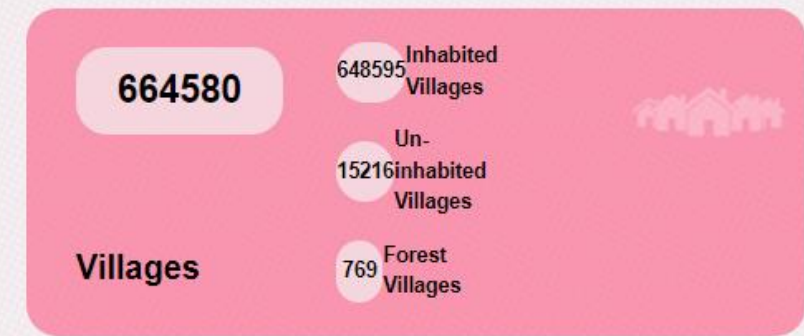 664580
Villages
648595 Inhabited
Villages
Un-
15216 inhabited
Villages
769 Forest
Villages